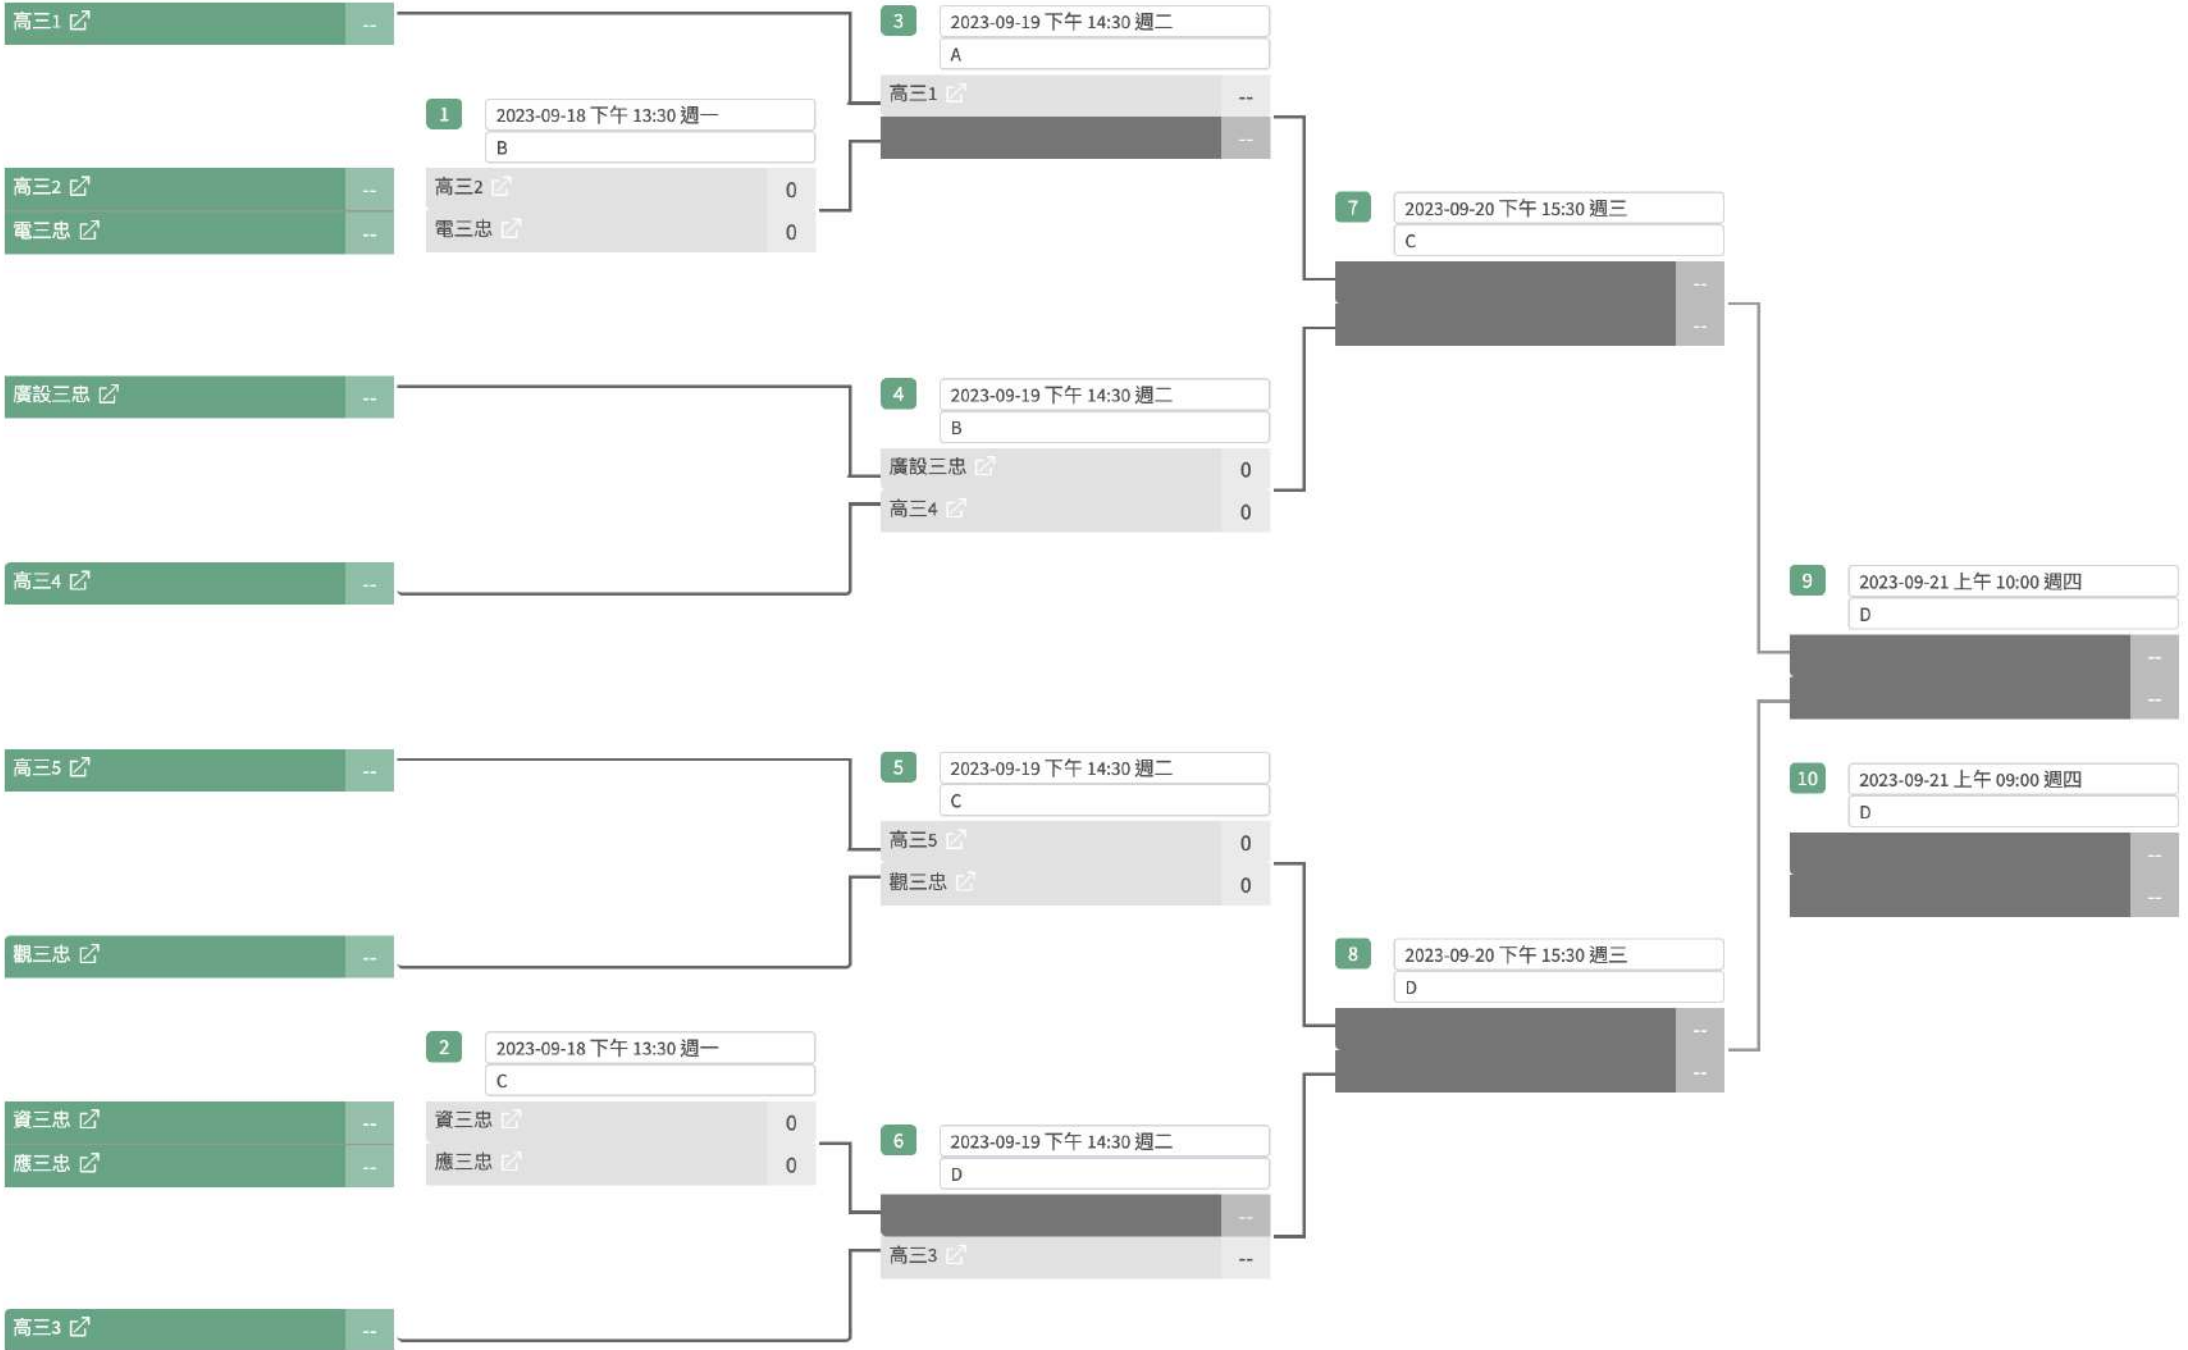 高三1 --
高三2 --
電三忠 --
廣設三忠 --
高三4 --
高三5 --
觀三忠 --
資三忠 --
應三忠 --
高三3 --
1 2023-09-18 下午 13:30 週一
B
高三2 0
電三忠 0
2 2023-09-18 下午 13:30 週一
C
資三忠 0
應三忠 0
3 2023-09-19 下午 14:30 週二
A
高三1 --
--
4 2023-09-19 下午 14:30 週二
B
廣設三忠 0
高三4 0
5 2023-09-19 下午 14:30 週二
C
高三5 0
觀三忠 0
6 2023-09-19 下午 14:30 週二
D
--
高三3 --
7 2023-09-20 下午 15:30 週三
C
--
--
8 2023-09-20 下午 15:30 週三
D
--
--
9 2023-09-21 上午 10:00 週四
D
--
--
10 2023-09-21 上午 09:00 週四
D
--
--